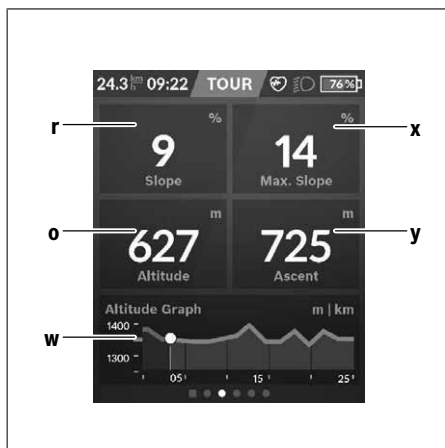 24.3 km/h 09:22 TOUR 76 %
r % % x
9 14
Slope Max. Slope
o m m y
627 725
Altitude Ascent
Altitude Graph m | km
w 1400
1300
05 15 25